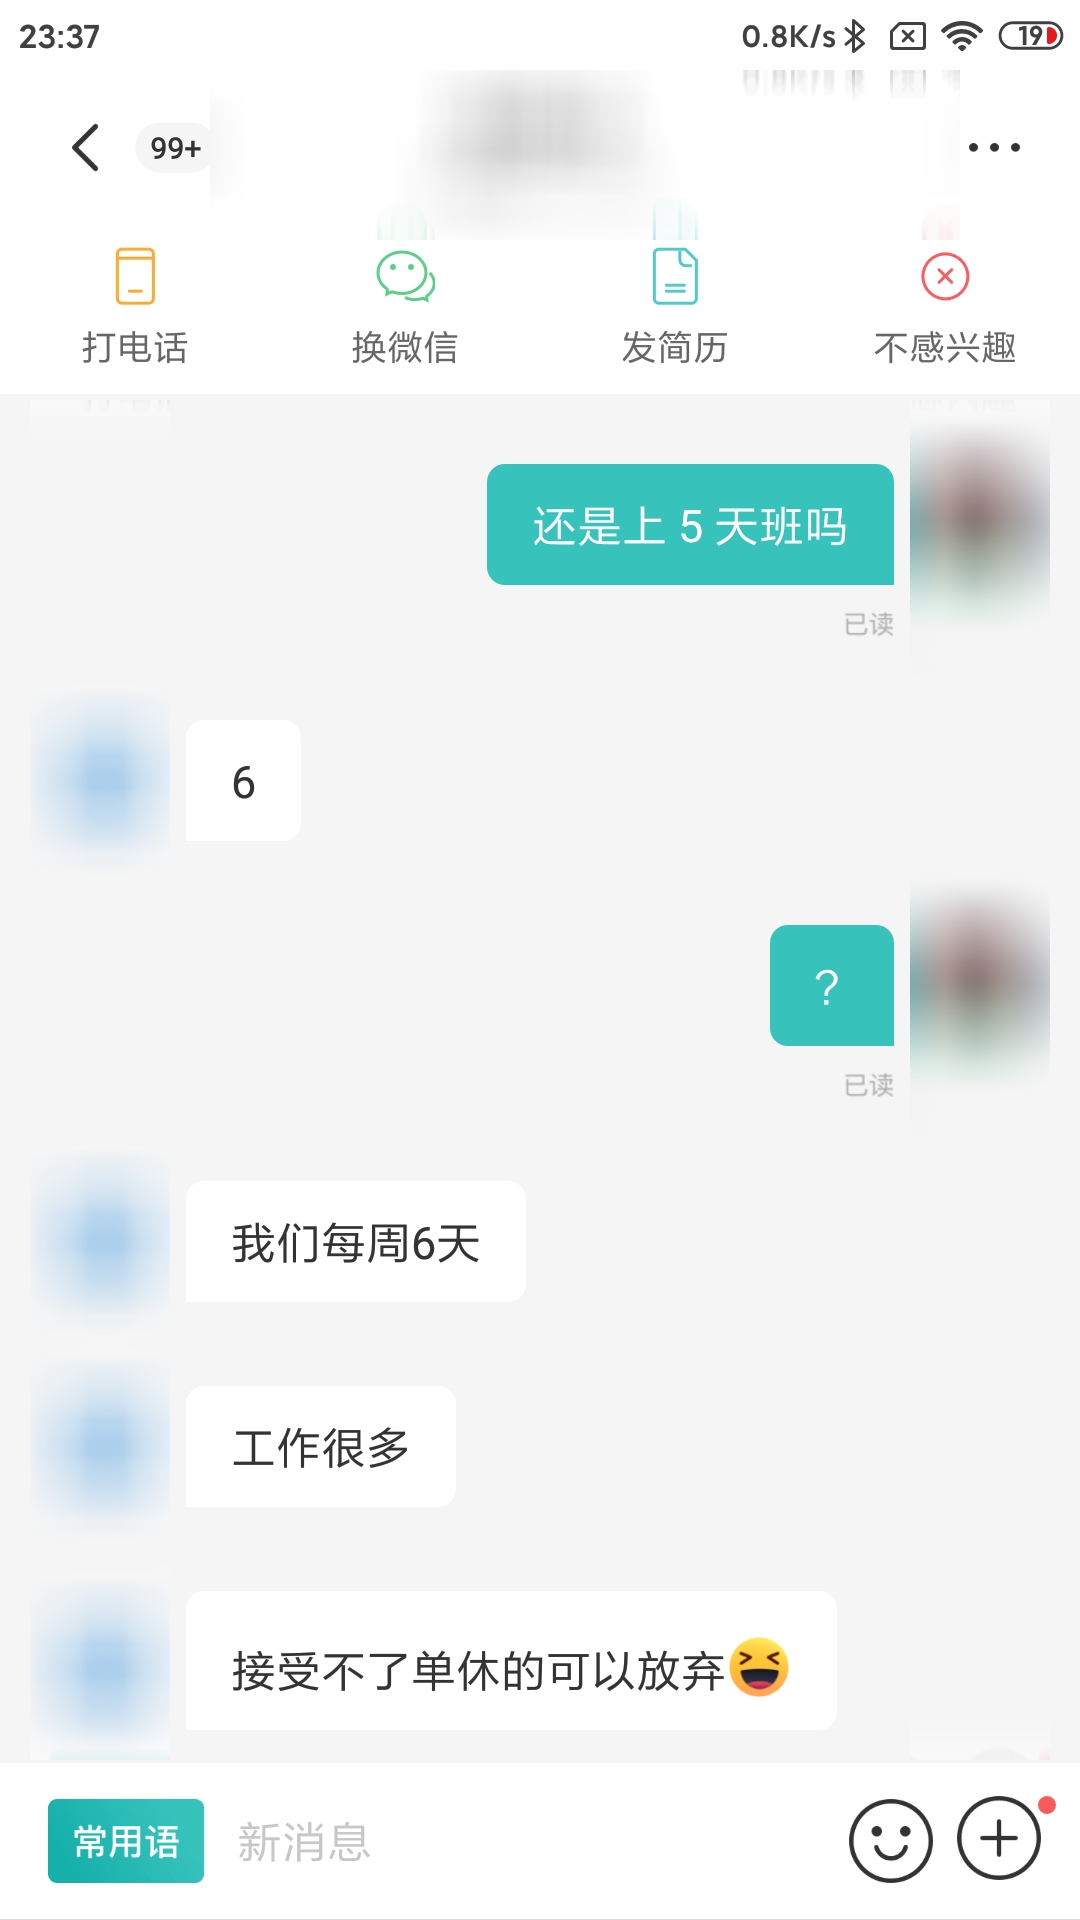 23:37 0.8K/s 19
99+
打电话 换微信 发简历 不感兴趣
还是上 5 天班吗
已读
6
？
已读
我们每周6天
工作很多
接受不了单休的可以放弃😆
常用语 新消息